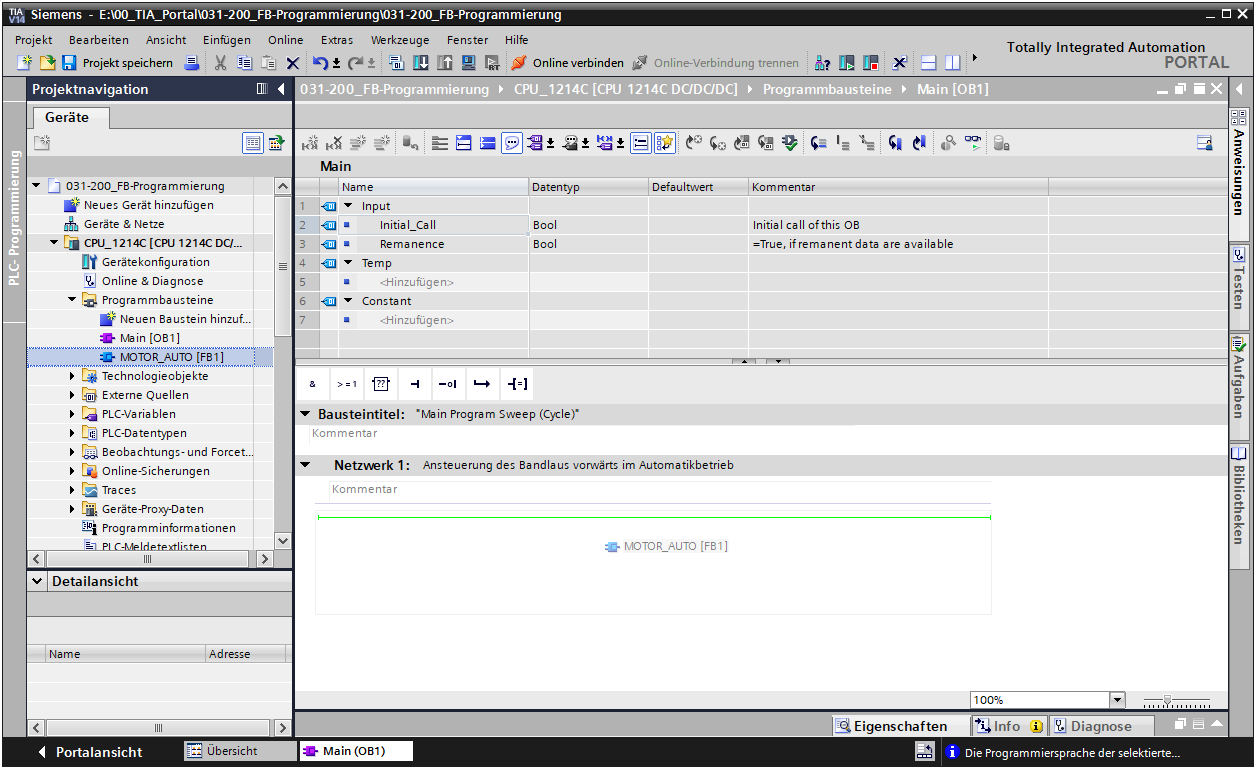 TIA V14 Siemens - E:\00_TIA_Portal\031-200_FB-Programmierung\031-200_FB-Programmierung
Projekt Bearbeiten Ansicht Einfügen Online Extras Werkzeuge Fenster Hilfe
Totally Integrated Automation
PORTAL
Projekt speichern Online verbinden Online-Verbindung trennen
Projektnavigation
031-200_FB-Programmierung CPU_1214C [CPU 1214C DC/DC/DC] Programmbausteine Main [OB1]
Geräte
PLC- Programmierung
031-200_FB-Programmierung
Neues Gerät hinzufügen
Geräte & Netze
CPU_1214C [CPU 1214C DC/...
Gerätekonfiguration
Online & Diagnose
Programmbausteine
Neuen Baustein hinzuf...
Main [OB1]
MOTOR_AUTO [FB1]
Technologieobjekte
Externe Quellen
PLC-Variablen
PLC-Datentypen
Beobachtungs- und Forcet...
Online-Sicherungen
Traces
Geräte-Proxy-Daten
Programminformationen
PLC-Meldetextlisten
Detailansicht
Name Adresse
Main
Name Datentyp Defaultwert Kommentar
1 Input
2 Initial_Call Bool Initial call of this OB
3 Remanence Bool =True, if remanent data are available
4 Temp
5 <Hinzufügen>
6 Constant
7 <Hinzufügen>
& >=1 ??
Bausteintitel: "Main Program Sweep (Cycle)"
Kommentar
Netzwerk 1: Ansteuerung des Bandlaus vorwärts im Automatikbetrieb
Kommentar
MOTOR_AUTO [FB1]
100%
Eigenschaften Info Diagnose
Anweisungen
Testen
Aufgaben
Bibliotheken
Portalansicht Übersicht Main (OB1) Die Programmiersprache der selektierte...